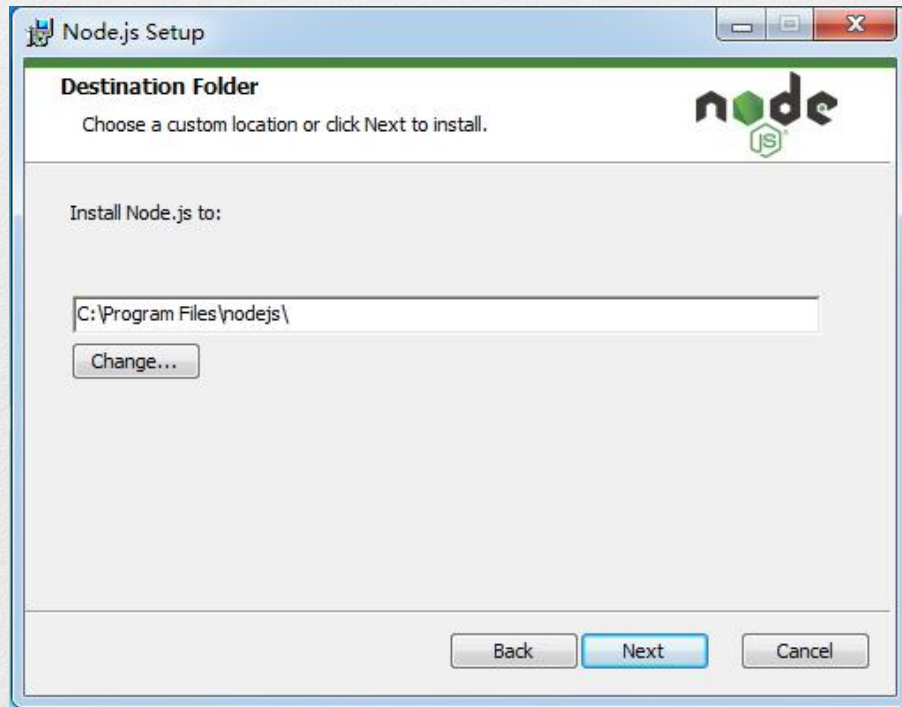 Node.js Setup
Destination Folder
Choose a custom location or click Next to install.
node
JS
Install Node.js to:
C:\Program Files\nodejs\
Change...
Back
Next
Cancel